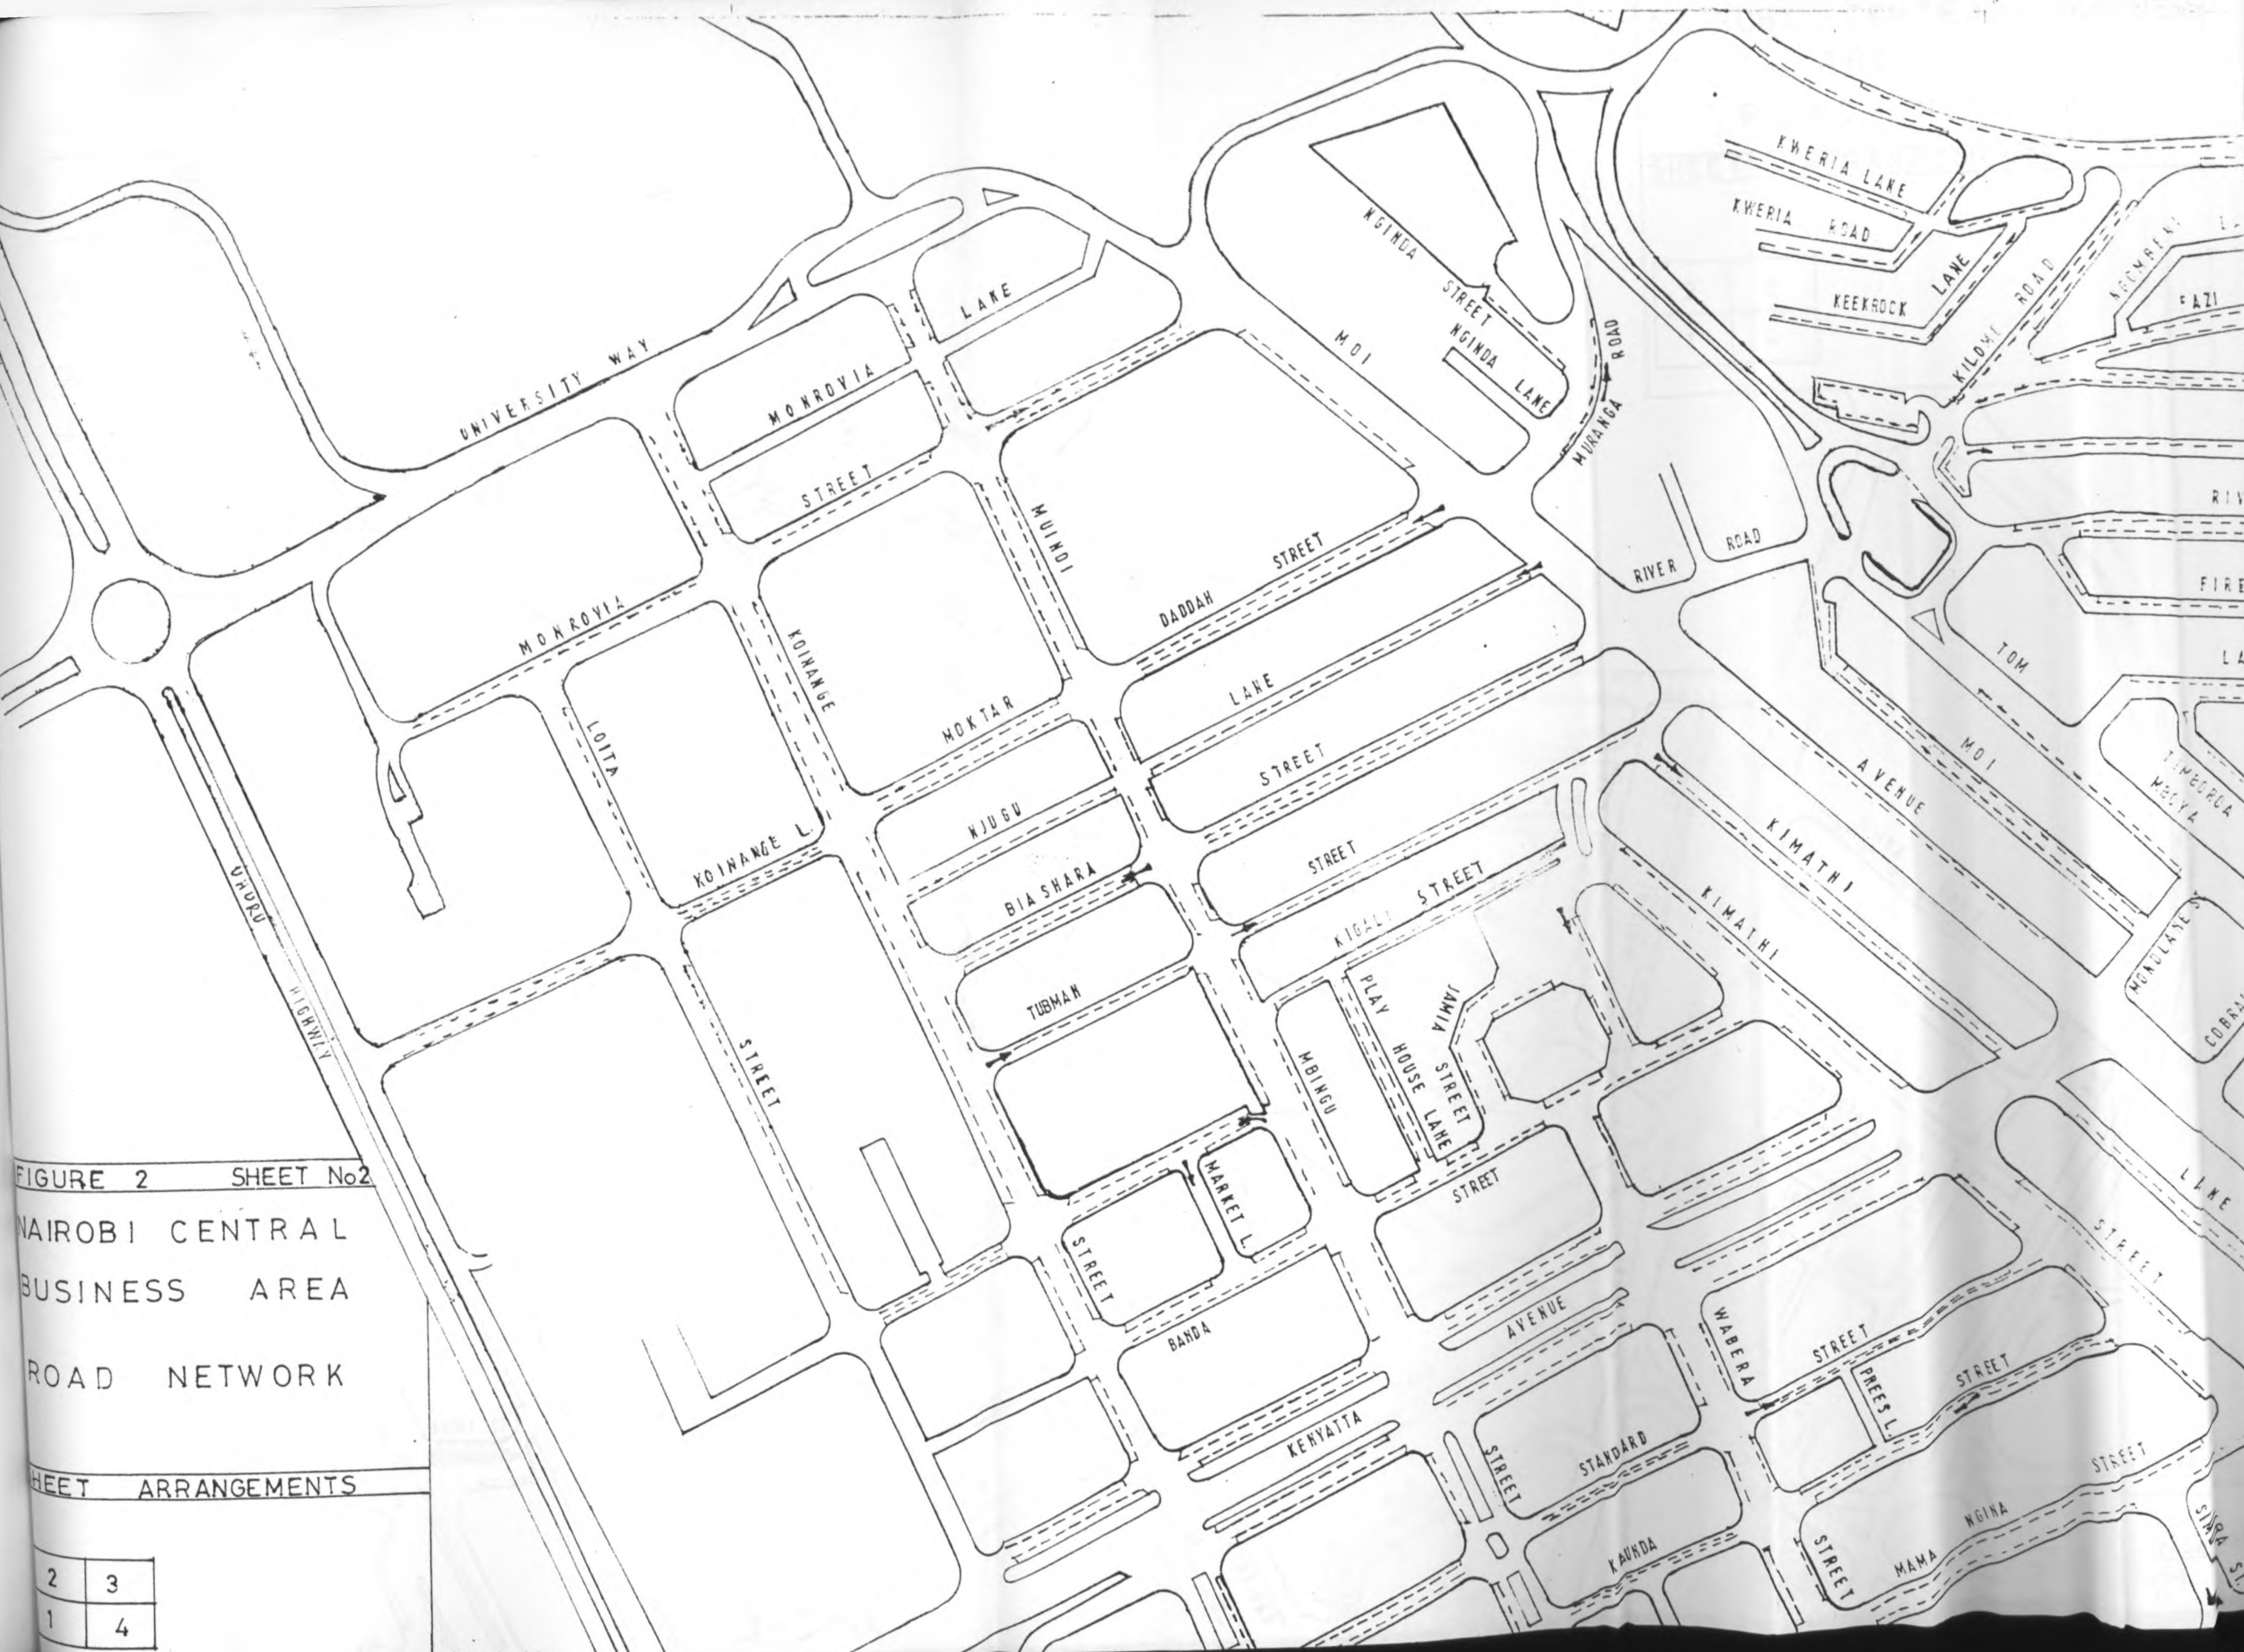 KWERIA LANE
KWERIA ROAD
KEEKROCK LANE
KILOME ROAD
NGINDA STREET
NGINDA LANE
MURANGA ROAD
MOI
LANE
UNIVERSITY WAY
MONROVIA
STREET
MUINDI
DADDAH STREET
RIVER ROAD
FIRE
TOM
LA
MONROVIA
LOITA
KOINANGE
MOKTAR
LANE
STREET
MOI
AVENUE
MBOYA
KOINANGE L.
NJUGU
BIASHARA
STREET
KIGALI STREET
KIMATHI
KIMATHI
MONDLANE S
UHURU
HIGHWAY
TUBMAN
STREET
MBINGU
PLAY HOUSE LANE
JAMIA STREET
MARKET L.
STREET
STREET
BANDA
KENYATTA
AVENUE
WABERA
STREET
STREET
PREES L.
STREET
LANE
STREET
STANDARD
KAUNDA
STREET
MAMA NGINA STREET
FIGURE 2 SHEET No2
NAIROBI CENTRAL
BUSINESS AREA
ROAD NETWORK
HEET ARRANGEMENTS
2 3
1 4